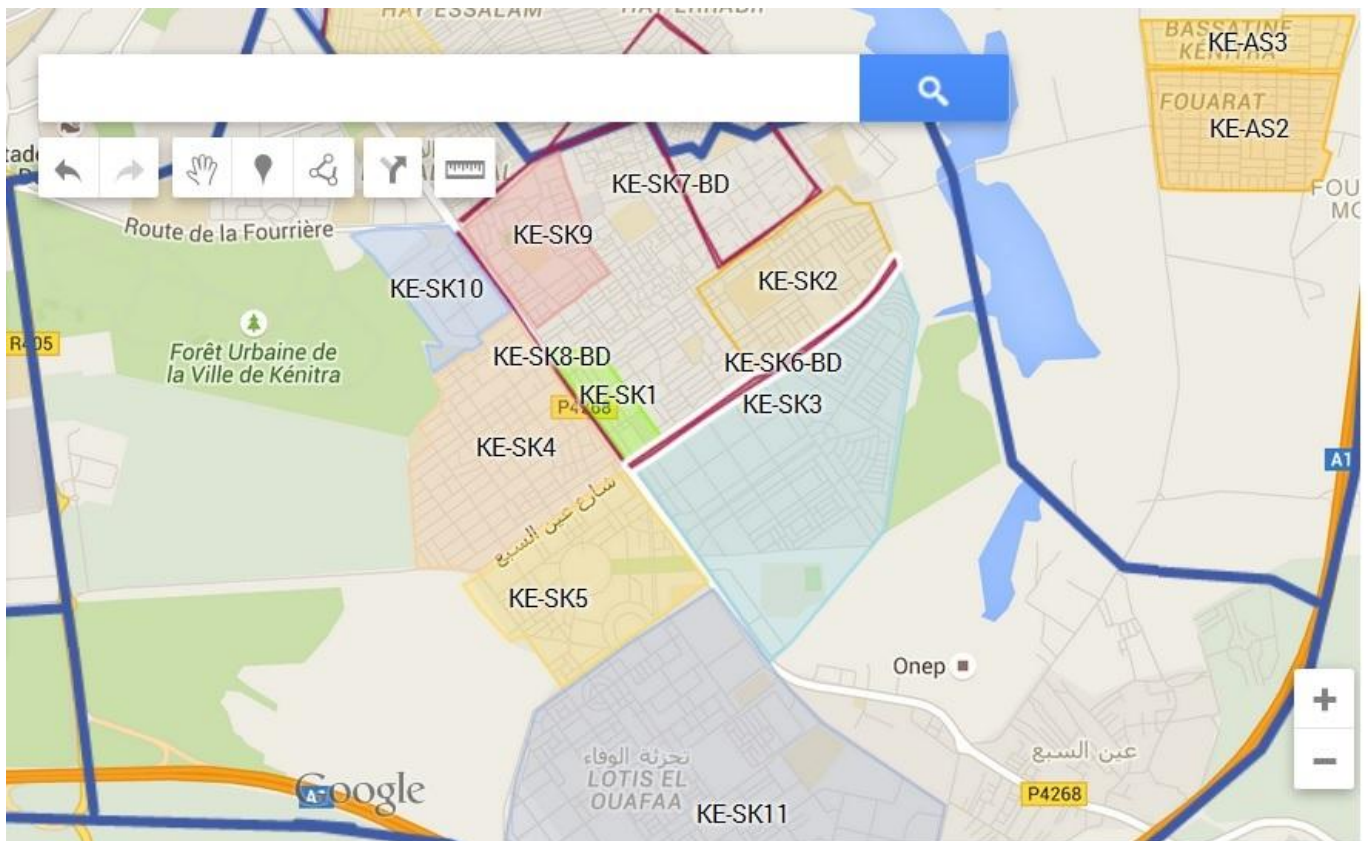 HAY ESSALAM
BASSATINE
KÉNITRA
KE-AS3
FOUARAT
KE-AS2
FOU
MO
KE-SK7-BD
Route de la Fourrière
KE-SK9
KE-SK10
KE-SK2
R405
Forêt Urbaine de
la Ville de Kénitra
KE-SK8-BD
KE-SK6-BD
KE-SK1
P4268
KE-SK3
KE-SK4
A1
شارع عين السبع
KE-SK5
Onep
تجزئة الوفاء
LOTIS EL
OUAFAA
عين السبع
Google
P4268
KE-SK11